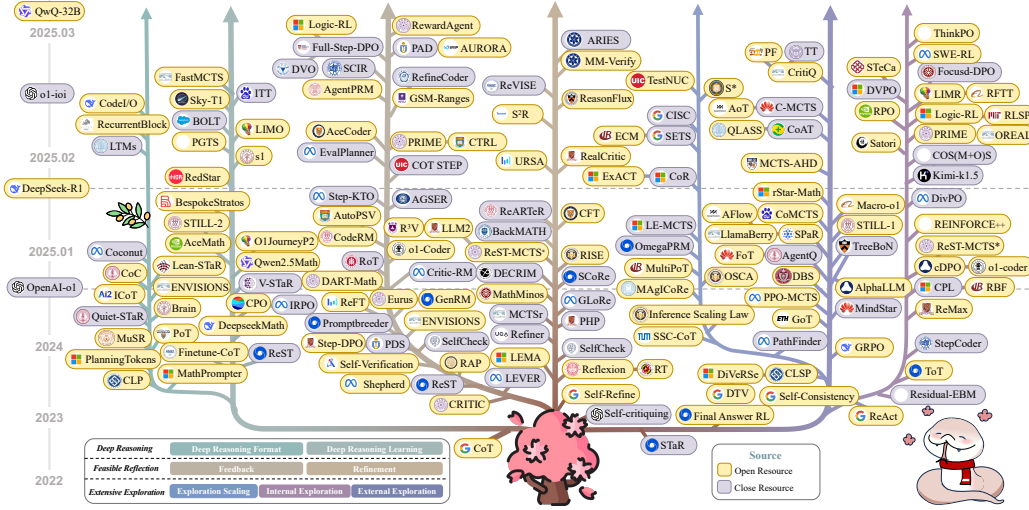 QwQ-32B
2025.03
o1-ioi
2025.02
DeepSeek-R1
2025.01
OpenAI-o1
2024
2023
2022
CodeI/O
RecurrentBlock
LTMs
FastMCTS
Sky-T1
BOLT
PGTS
RedStar
ITT
LIMO
s1
BespokeStratos
STILL-2
AceMath
Lean-STaR
ENVISIONS
Brain
PoT
Finetune-CoT
MathPrompter
Coconut
CoC
ICoT
Quiet-STaR
MuSR
PlanningTokens
CLP
O1JourneyP2
Qwen2.5Math
V-STaR
CPO
IRPO
DeepseekMath
ReST
Logic-RL
Full-Step-DPO
DVO
SCIR
AgentPRM
RewardAgent
PAD
AURORA
RefineCoder
GSM-Ranges
AceCoder
EvalPlanner
PRIME
CTRL
COT STEP
Step-KTO
AutoPSV
CodeRM
RoT
DART-Math
ReFT
Eurus
GenRM
AGSER
R³V
LLM2
o1-Coder
Critic-RM
ENVISIONS
Promptbreeder
Step-DPO
PDS
SelfCheck
Self-Verification
RAP
Shepherd
ReST
CRITIC
ReVISE
S²R
URSA
ReARTeR
BackMATH
ReST-MCTS*
DECRIM
MathMinos
MCTSr
Refiner
LEMA
LEVER
ARIES
MM-Verify
TestNUC
ReasonFlux
CISC
ECM
SETS
RealCritic
ExACT
CoR
CFT
RISE
SCoRe
GLoRe
PHP
SelfCheck
Reflexion
RT
Self-Refine
Self-critiquing
LE-MCTS
OmegaPRM
MultiPoT
MAgICoRe
Inference Scaling Law
SSC-CoT
PF
TT
CritiQ
S*
AoT
C-MCTS
QLASS
CoAT
MCTS-AHD
rStar-Math
AFlow
CoMCTS
LlamaBerry
SPaR
FoT
AgentQ
OSCA
DBS
PPO-MCTS
GoT
PathFinder
DiVeRSe
CLSP
DTV
Self-Consistency
Final Answer RL
STaR
CoT
STeCa
DVPO
RPO
Satori
Macro-o1
STILL-1
TreeBoN
AlphaLLM
MindStar
GRPO
ReAct
ThinkPO
SWE-RL
Focusd-DPO
LIMR
RFTT
Logic-RL
RLSP
PRIME
OREAL
COS(M+O)S
Kimi-k1.5
DivPO
REINFORCE++
ReST-MCTS*
cDPO
o1-coder
CPL
RBF
ReMax
StepCoder
ToT
Residual-EBM
Deep Reasoning
Deep Reasoning Format
Deep Reasoning Learning
Feasible Reflection
Feedback
Refinement
Extensive Exploration
Exploration Scaling
Internal Exploration
External Exploration
Source
Open Resource
Close Resource